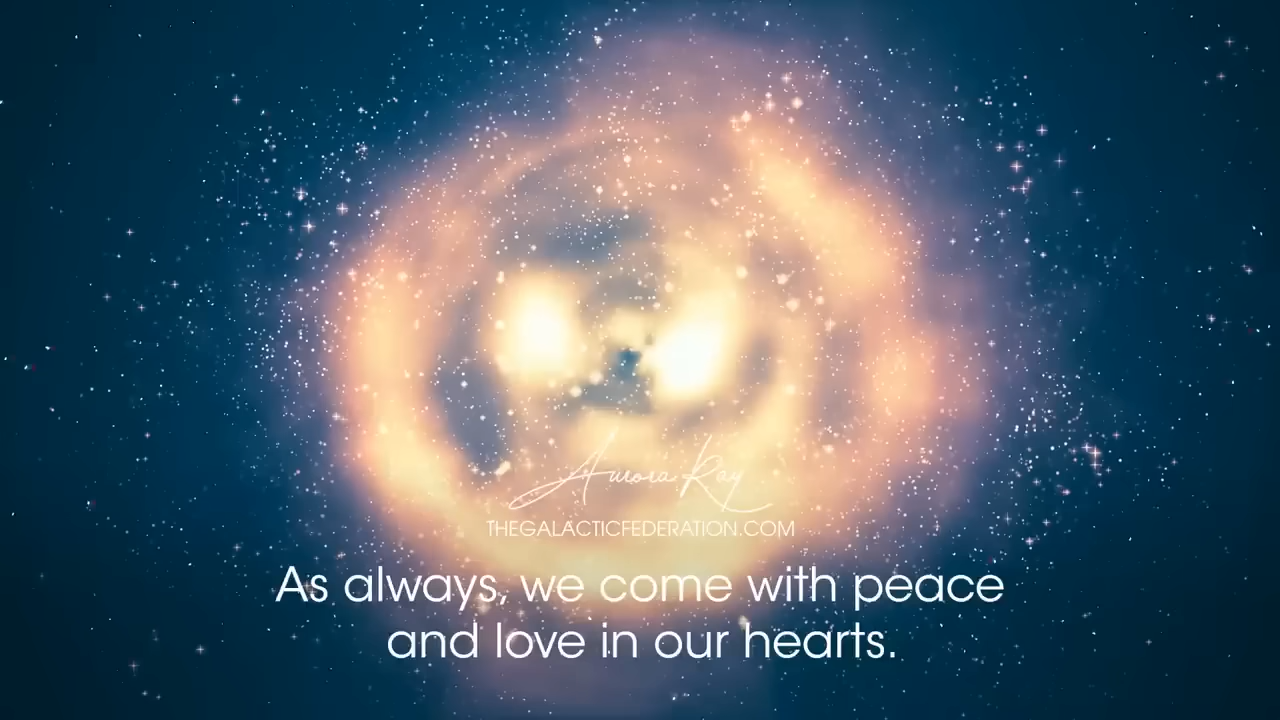 Aurora Ray
THEGALACTICFEDERATION.COM
As always, we come with peace
and love in our hearts.